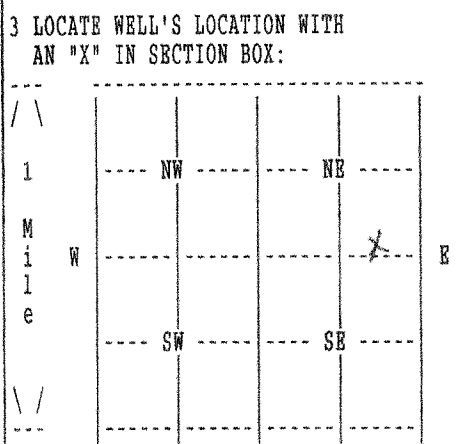 3 LOCATE WELL'S LOCATION WITH
AN "X" IN SECTION BOX:
NW NE
1
Mile
W X E
SW SE